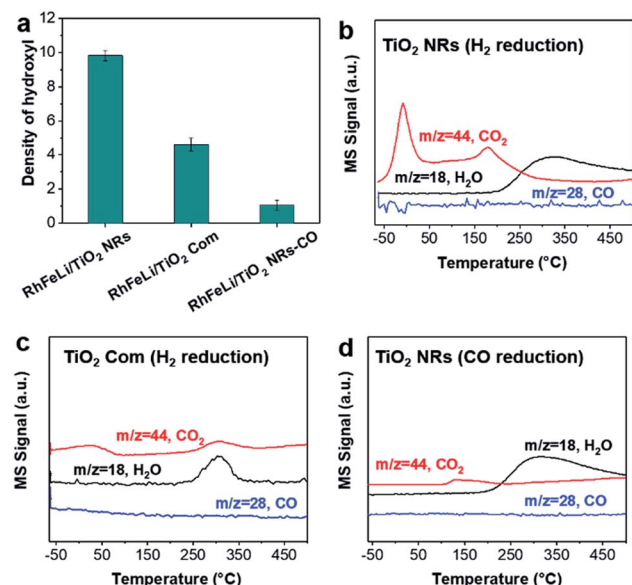 a
Density of hydroxyl
12
10
8
6
4
2
0
RhFeLi/TiO₂ NRs
RhFeLi/TiO₂ Com
RhFeLi/TiO₂ NRs-CO
b
TiO₂ NRs (H₂ reduction)
MS Signal (a.u.)
m/z=44, CO₂
m/z=18, H₂O
m/z=28, CO
-50 50 150 250 350 450
Temperature (°C)
c
TiO₂ Com (H₂ reduction)
MS Signal (a.u.)
m/z=44, CO₂
m/z=18, H₂O
m/z=28, CO
-50 50 150 250 350 450
Temperature (°C)
d
TiO₂ NRs (CO reduction)
MS Signal (a.u.)
m/z=18, H₂O
m/z=44, CO₂
m/z=28, CO
-50 50 150 250 350 450
Temperature (°C)